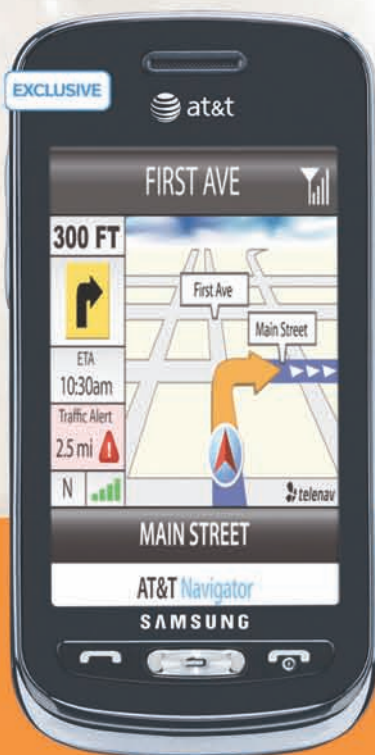 EXCLUSIVE
at&t
FIRST AVE
300 FT
First Ave
Main Street
ETA
10:30am
Traffic Alert
2.5 mi
N
telenav
MAIN STREET
AT&T Navigator
SAMSUNG